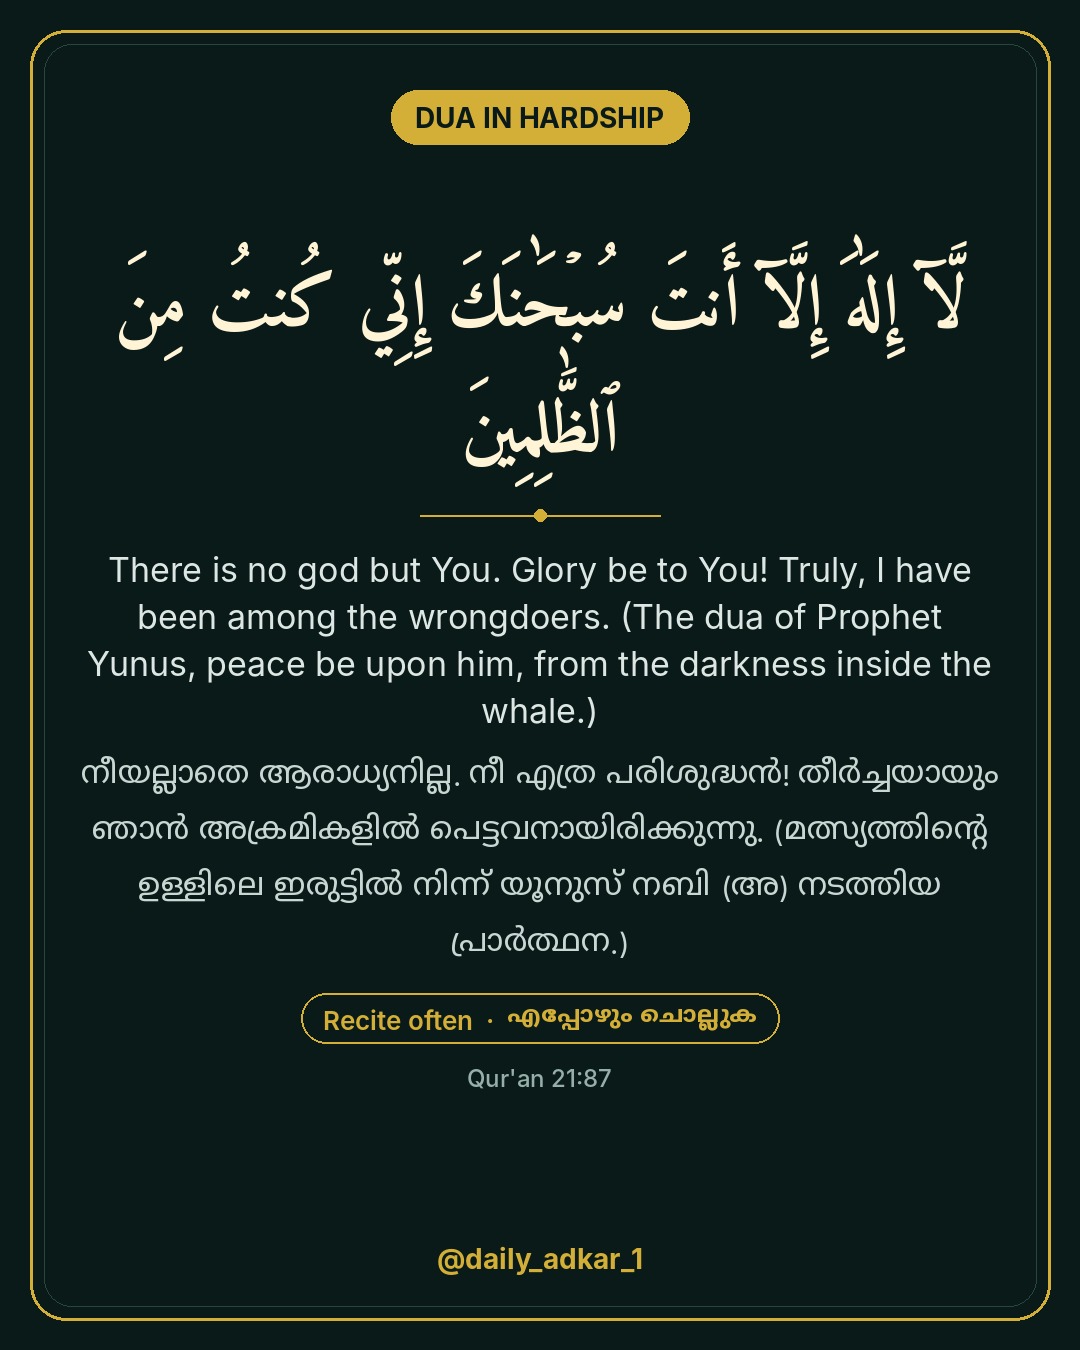 DUA IN HARDSHIP
لَّآ إِلَٰهَ إِلَّآ أَنتَ سُبْحَٰنَكَ إِنِّي كُنتُ مِنَ
ٱلظَّٰلِمِينَ
There is no god but You. Glory be to You! Truly, I have
been among the wrongdoers. (The dua of Prophet
Yunus, peace be upon him, from the darkness inside the
whale.)
നീയല്ലാതെ ആരാധ്യനില്ല. നീ എത്ര പരിശുദ്ധൻ! തീർച്ചയായും
ഞാൻ അക്രമികളിൽ പെട്ടവനായിരിക്കുന്നു. (മത്സ്യത്തിന്റെ
ഉള്ളിലെ ഇരുട്ടിൽ നിന്ന് യൂനുസ് നബി (അ) നടത്തിയ
പ്രാർത്ഥന.)
Recite often · എപ്പോഴും ചൊല്ലുക
Qur'an 21:87
@daily_adkar_1